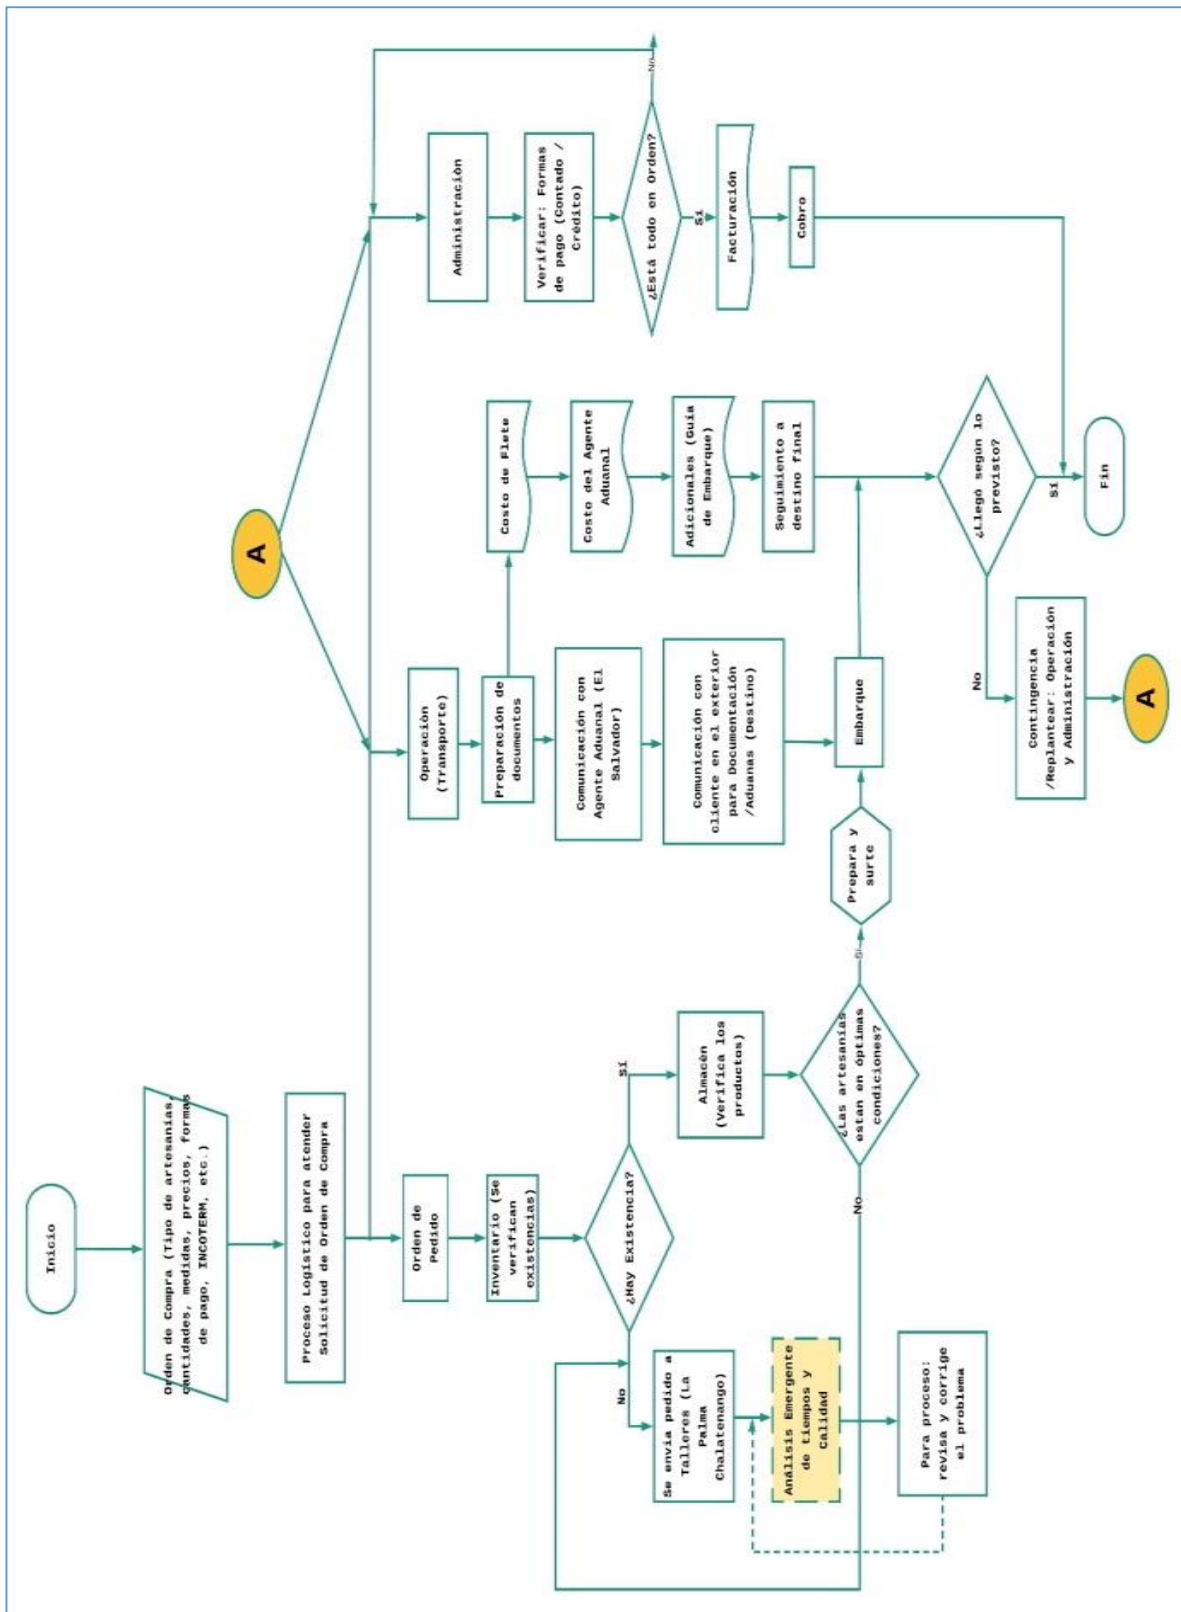 Inicio
Orden de Compra (Tipo de artesanías,
cantidades, medidas, precios, formas
de pago, INCOTERM, etc.)
Proceso Logístico para atender
Solicitud de Orden de Compra
Orden de
Pedido
Inventario (Se
verifican
existencias)
¿Hay Existencia?
No
Sí
Se envía pedido a
Talleres (La
Palma
Chalatenango)
Análisis Emergente
de tiempos y
Calidad
Para proceso:
revisa y corrige
el problema
Almacén
(Verifica los
productos)
¿Las artesanías
estan en óptimas
condiciones?
No
Sí
Prepara y
surte
A
Operación
(Transporte)
Preparación de
documentos
Comunicación con
Agente Aduanal (El
Salvador)
Comunicación con
cliente en el exterior
para Documentación
/Aduanas (Destino)
Embarque
Costo de Flete
Costo del Agente
Aduanal
Adicionales (Guía
de Embarque)
Seguimiento a
destino final
¿Llegó según lo
previsto?
No
Sí
Contingencia
/Replantear: Operación
y Administración
A
Fin
Administración
Verificar: Formas
de pago (Contado /
Crédito)
¿Está todo en Orden?
No
Sí
Facturación
Cobro